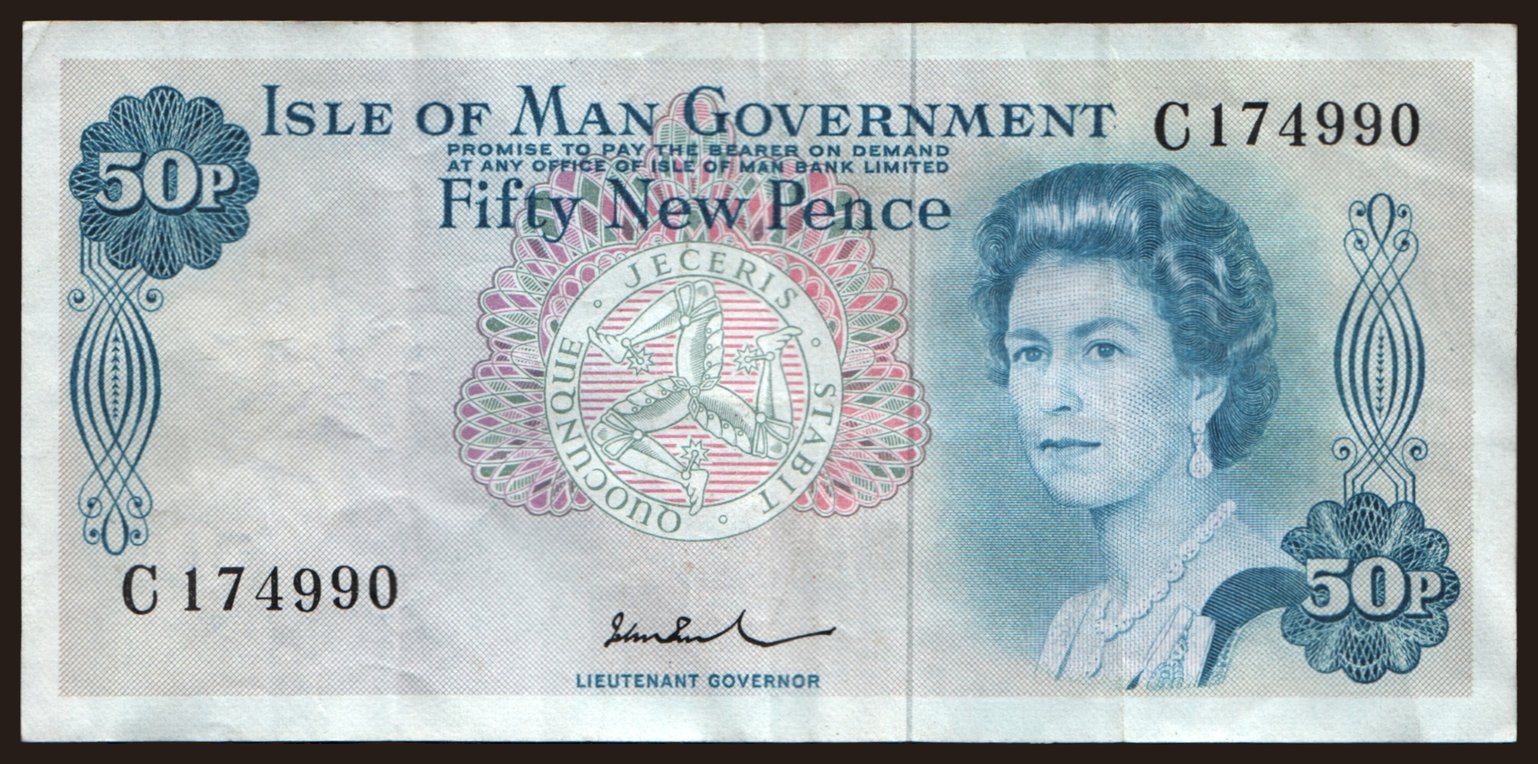 ISLE OF MAN GOVERNMENT
C 174990
PROMISE TO PAY THE BEARER ON DEMAND
AT ANY OFFICE OF ISLE OF MAN BANK LIMITED
50P
Fifty New Pence
QUOCUNQUE · JECERIS · STABIT ·
C 174990
50P
LIEUTENANT GOVERNOR